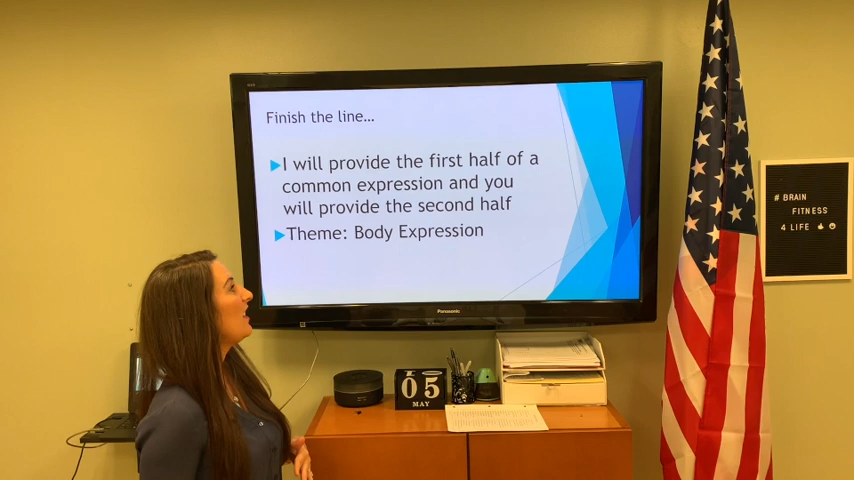 Finish the line...
I will provide the first half of a
common expression and you
will provide the second half
Theme: Body Expression
Panasonic
# BRAIN
FITNESS
4 LIFE
05
MAY